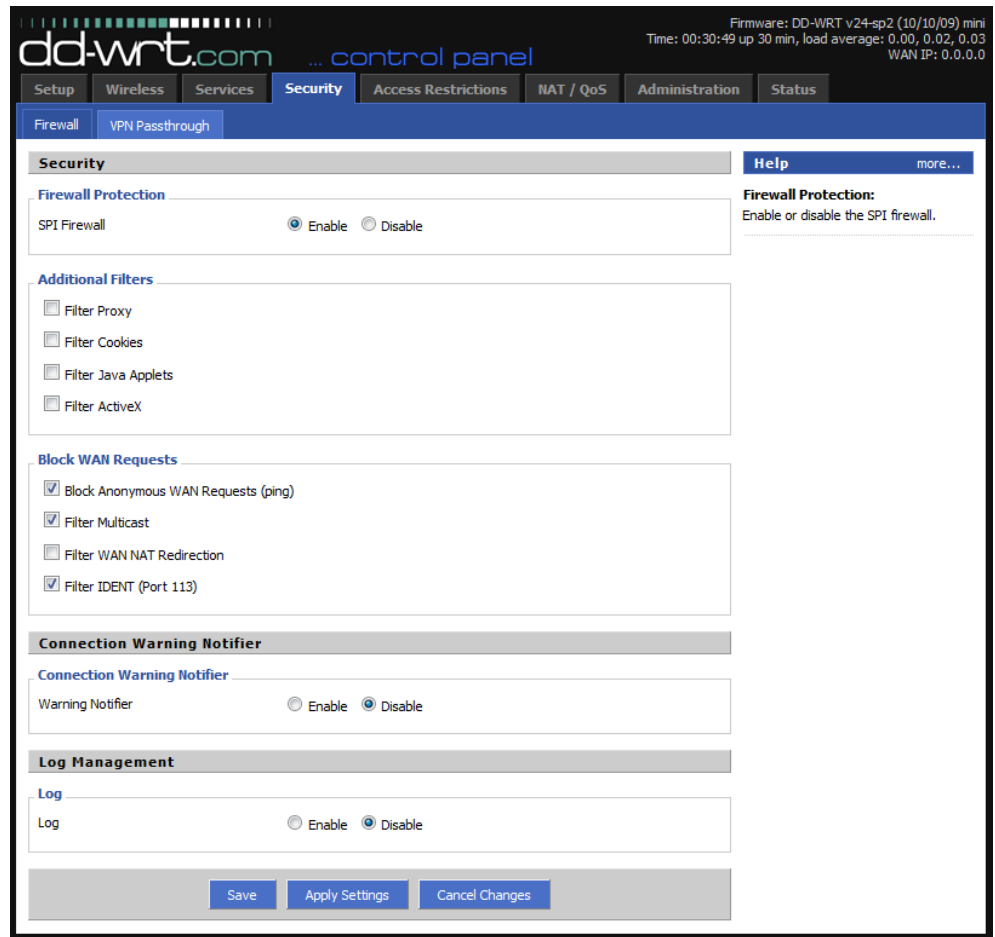 dd-wrt.com ... control panel
Firmware: DD-WRT v24-sp2 (10/10/09) mini
Time: 00:30:49 up 30 min, load average: 0.00, 0.02, 0.03
WAN IP: 0.0.0.0
Setup Wireless Services Security Access Restrictions NAT / QoS Administration Status
Firewall VPN Passthrough
Security
Firewall Protection
SPI Firewall Enable Disable
Additional Filters
Filter Proxy
Filter Cookies
Filter Java Applets
Filter ActiveX
Block WAN Requests
Block Anonymous WAN Requests (ping)
Filter Multicast
Filter WAN NAT Redirection
Filter IDENT (Port 113)
Connection Warning Notifier
Connection Warning Notifier
Warning Notifier Enable Disable
Log Management
Log
Log Enable Disable
Save Apply Settings Cancel Changes
Help more...
Firewall Protection:
Enable or disable the SPI firewall.